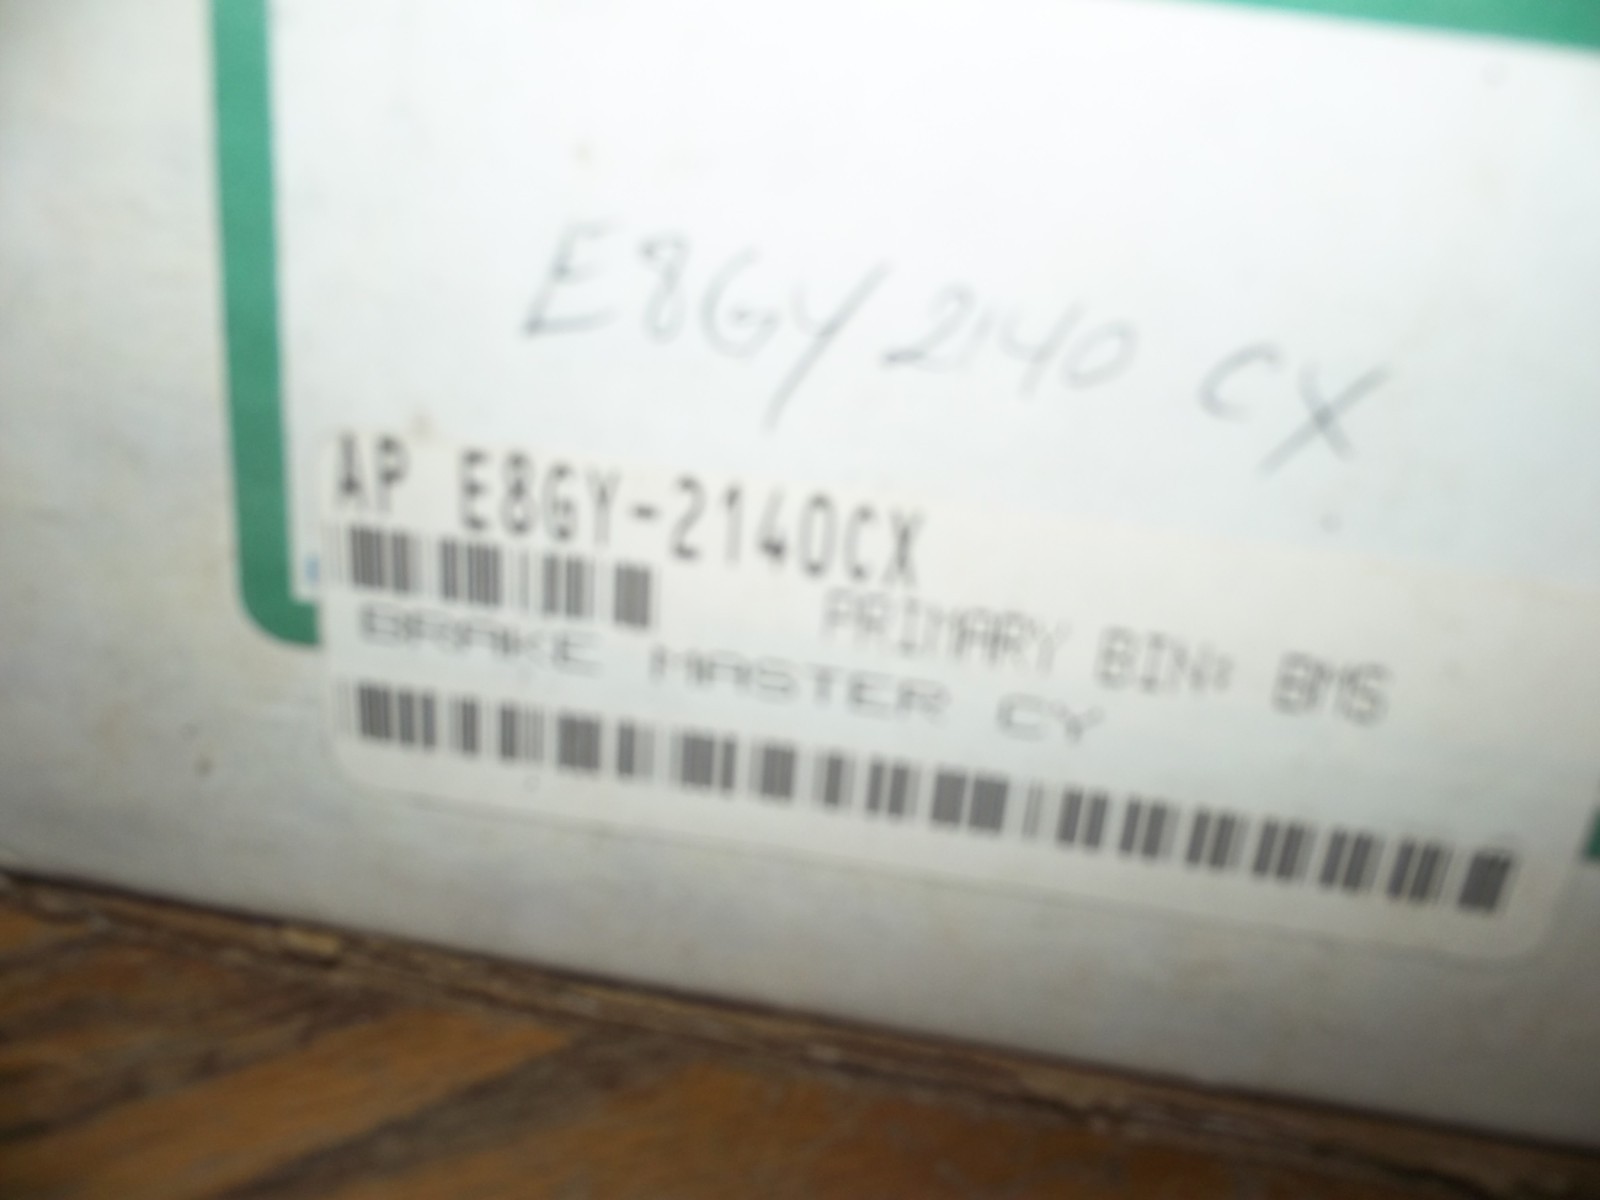 E8GY 2140 CX
AP E8GY-2140CX
PRIMARY BIN: BMS
BRAKE MASTER CY